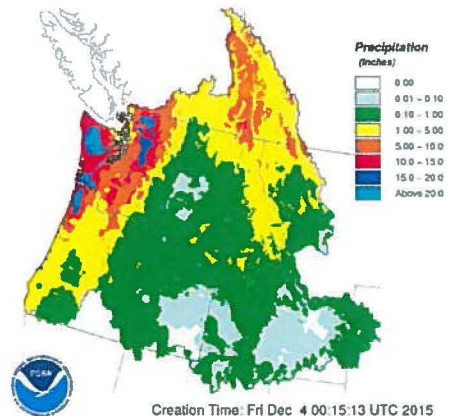 Precipitation
(Inches)
0.00
0.01 - 0.10
0.10 - 1.00
1.00 - 5.00
5.00 - 10.0
10.0 - 15.0
15.0 - 20.0
Above 20.0
Creation Time: Fri Dec 4 00:15:13 UTC 2015